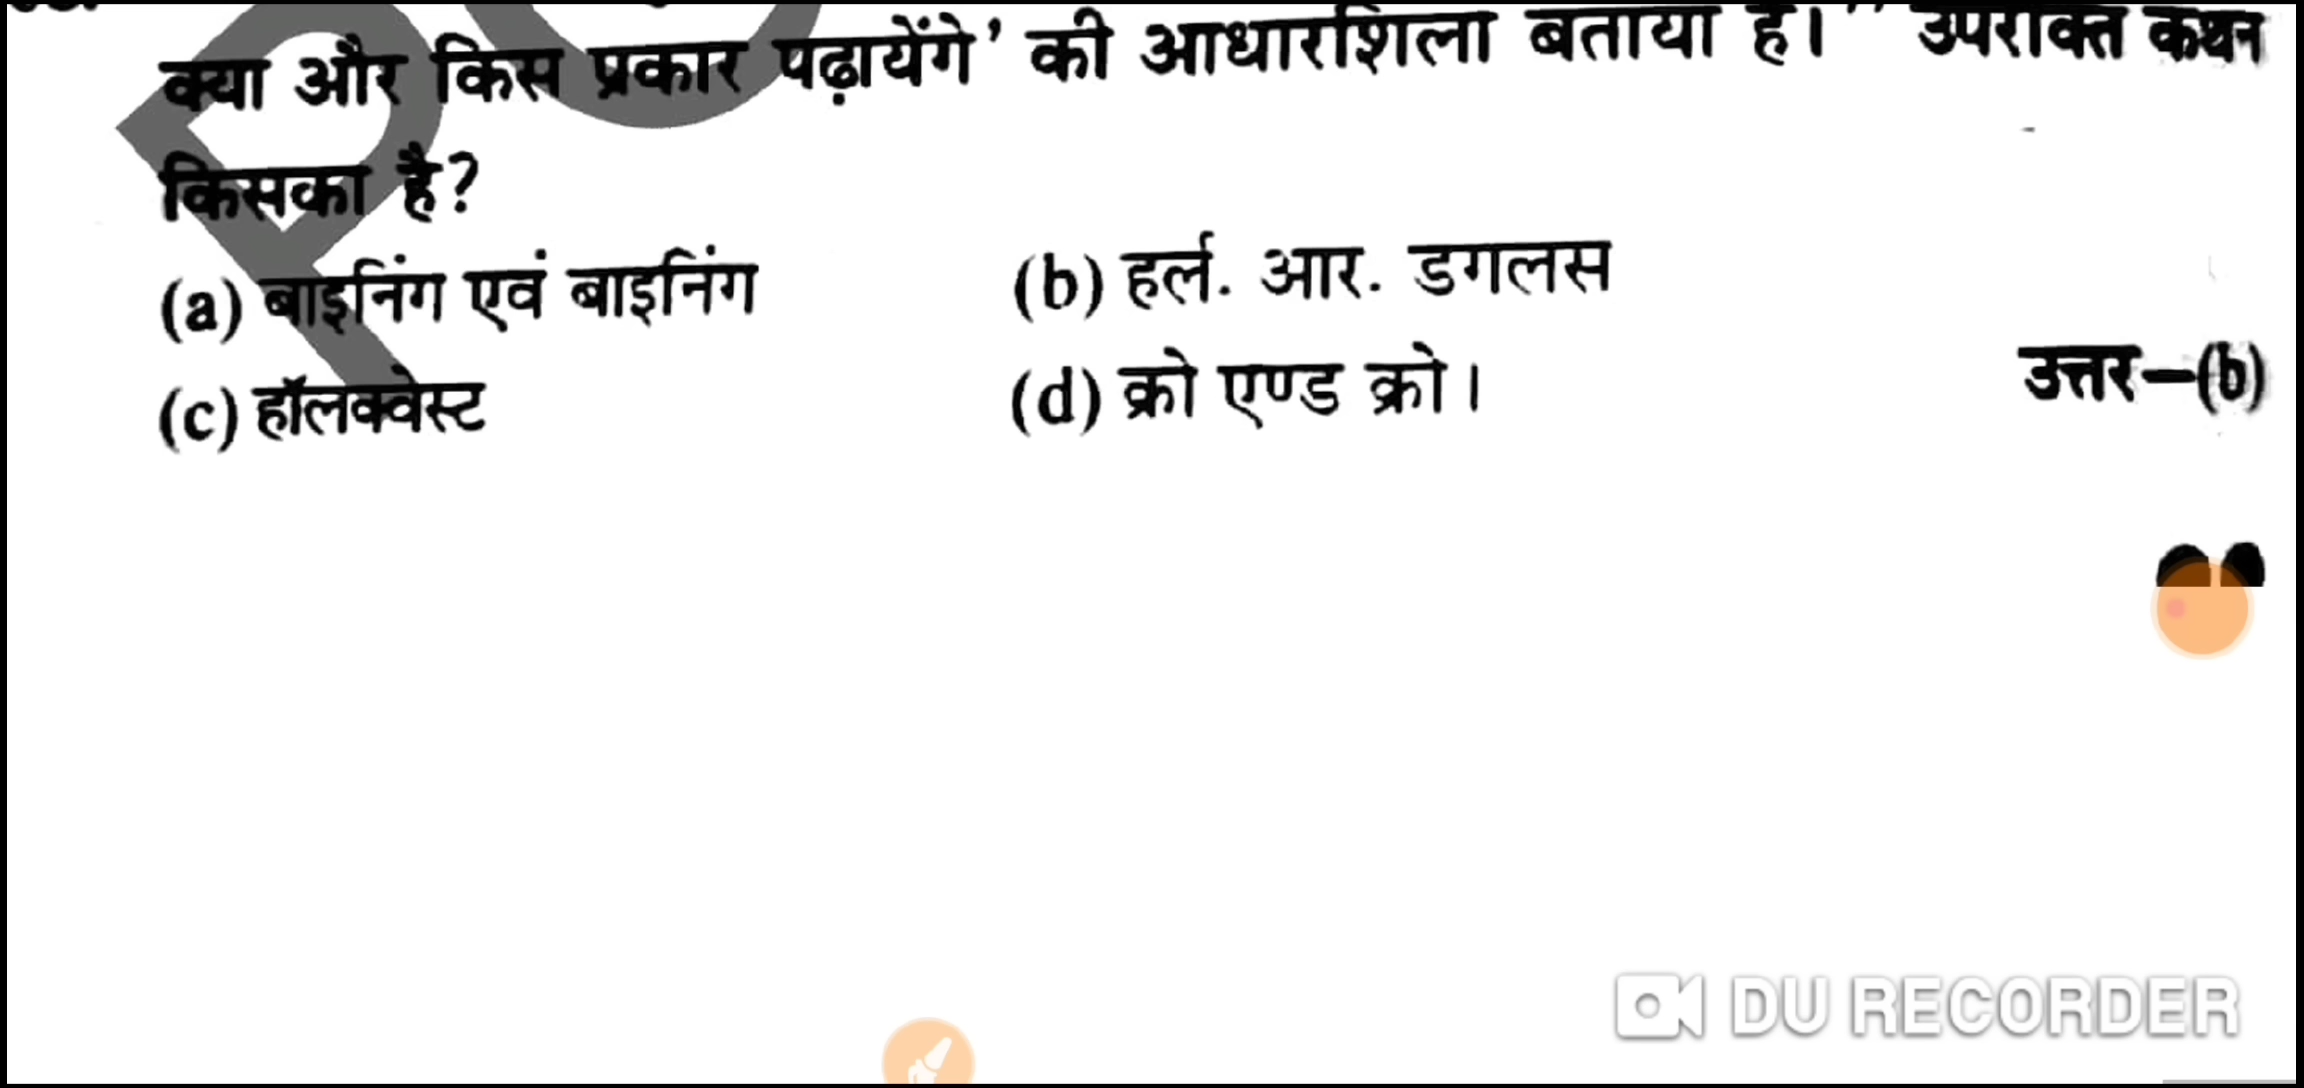 क्या और किस प्रकार पढ़ायेंगे' की आधारशिला बताया है।'' उपरोक्त कथन
किसका है?
(a) बाइनिंग एवं बाइनिंग (b) हर्ल. आर. डगलस
(c) हॉलक्वेस्ट (d) क्रो एण्ड क्रो। उत्तर–(b)
DU RECORDER